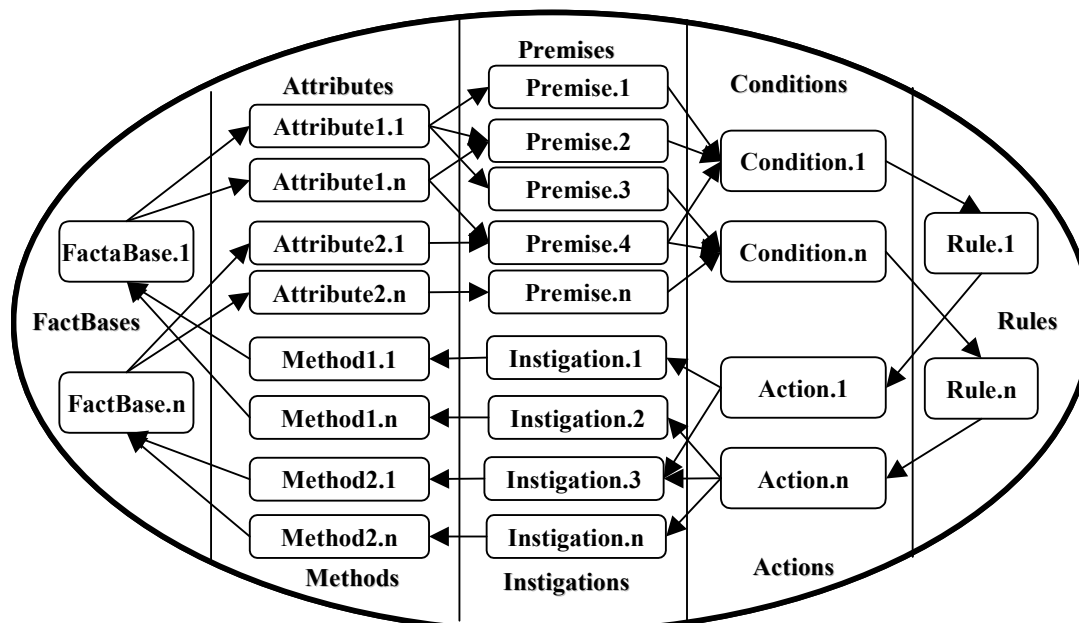 Premises
Attributes
Conditions
Premise.1
Attribute1.1
Premise.2
Condition.1
Attribute1.n
Premise.3
FactaBase.1
Attribute2.1
Premise.4
Condition.n
Rule.1
Attribute2.n
Premise.n
FactBases
Rules
Method1.1
Instigation.1
Action.1
FactBase.n
Rule.n
Method1.n
Instigation.2
Method2.1
Instigation.3
Action.n
Method2.n
Instigation.n
Methods
Instigations
Actions